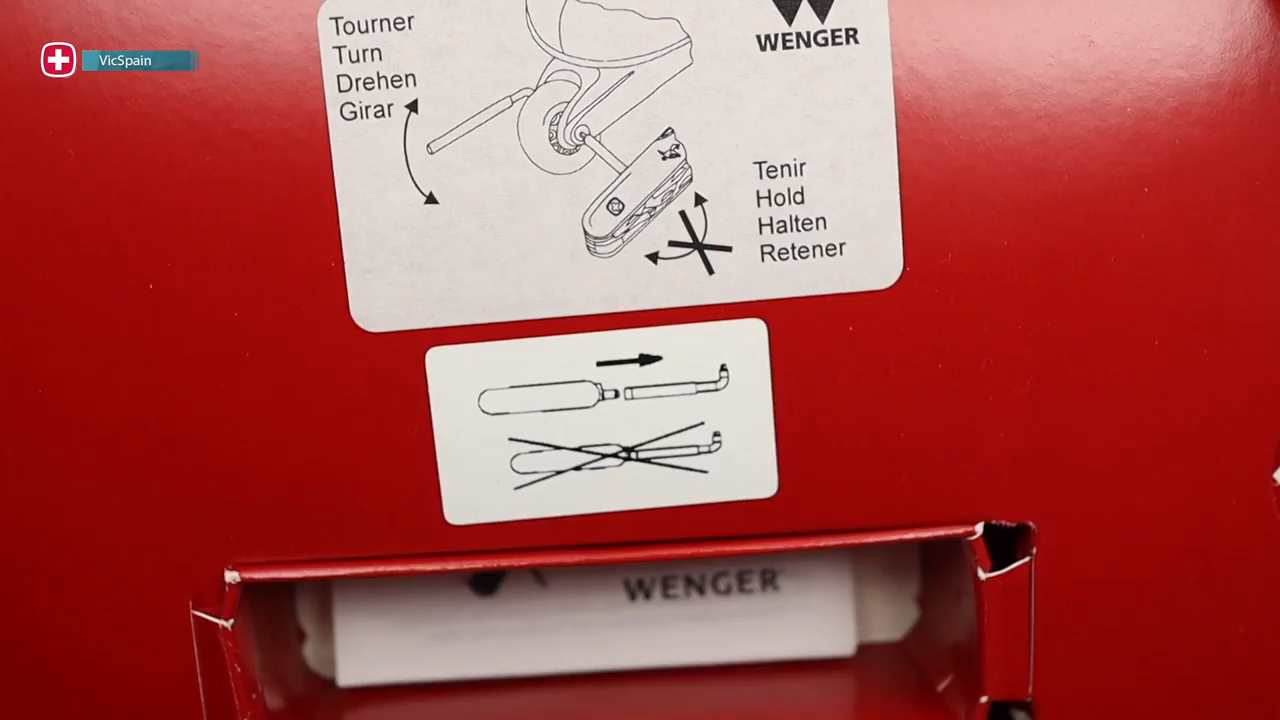 VicSpain
Tourner
Turn
Drehen
Girar
WENGER
Tenir
Hold
Halten
Retener
WENGER